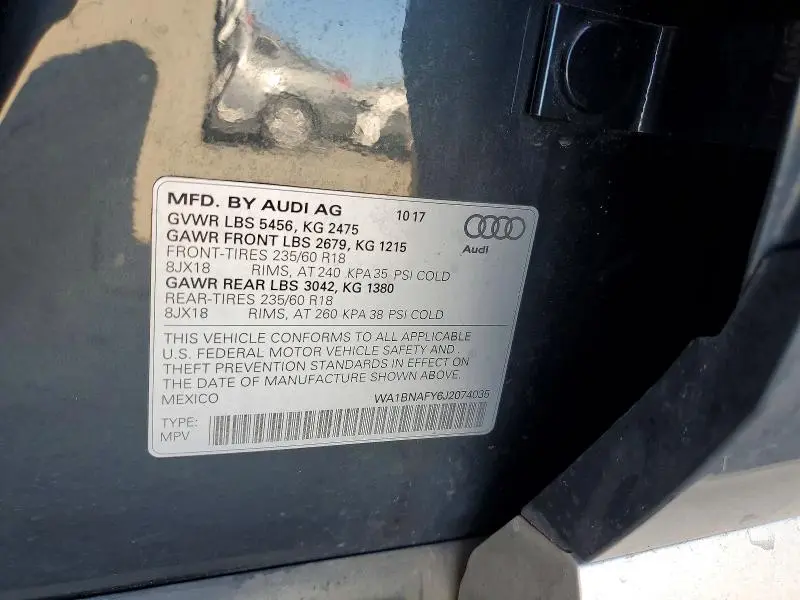 MFD. BY AUDI AG 10 17
GVWR LBS 5456, KG 2475
GAWR FRONT LBS 2679, KG 1215
FRONT-TIRES 235/60 R18
8JX18 RIMS, AT 240 KPA 35 PSI COLD
GAWR REAR LBS 3042, KG 1380
REAR-TIRES 235/60 R18
8JX18 RIMS, AT 260 KPA 38 PSI COLD
Audi
THIS VEHICLE CONFORMS TO ALL APPLICABLE
U.S. FEDERAL MOTOR VEHICLE SAFETY AND
THEFT PREVENTION STANDARDS IN EFFECT ON
THE DATE OF MANUFACTURE SHOWN ABOVE.
MEXICO WA1BNAFY6J2074035
TYPE:
MPV